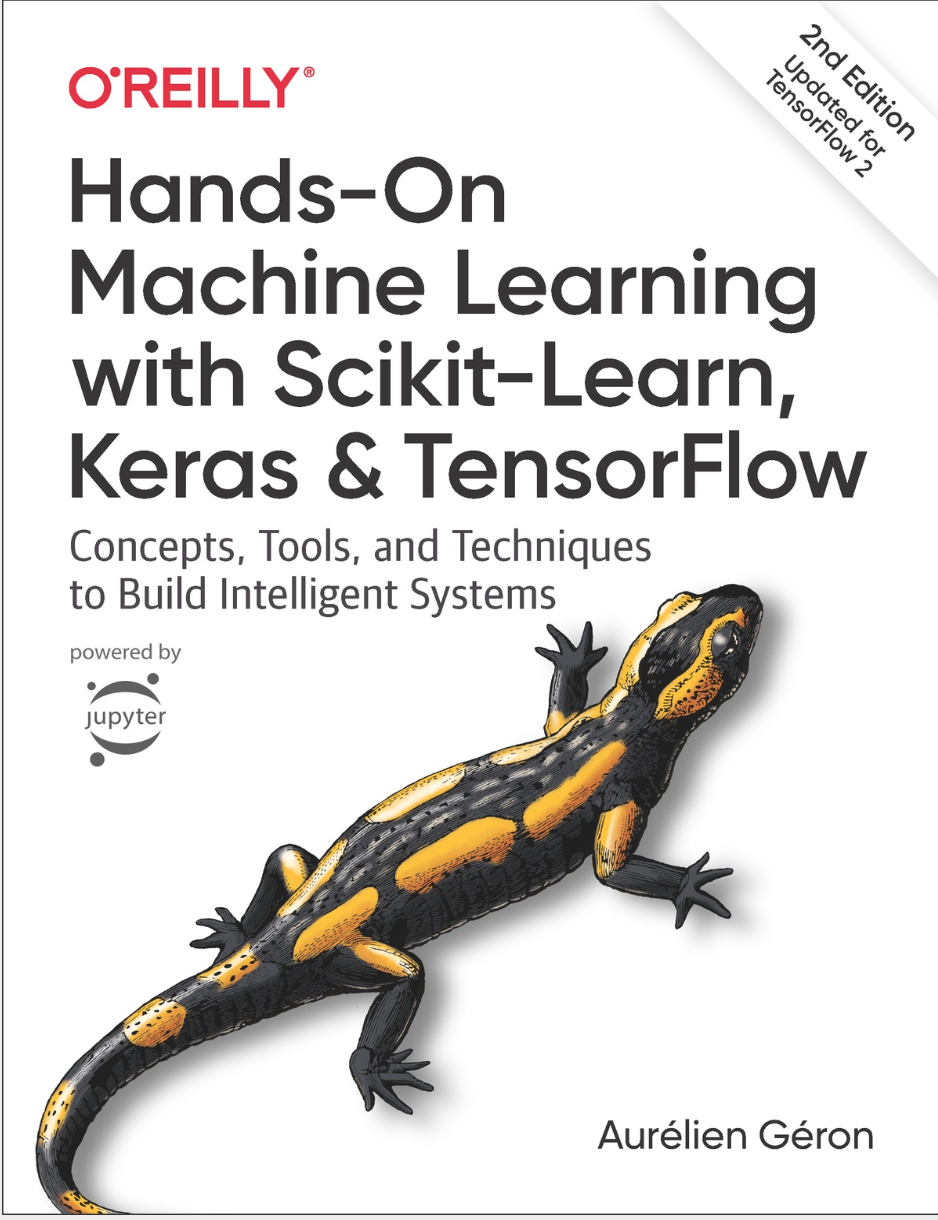 2nd Edition
Updated for
TensorFlow 2
O'REILLY®
Hands-On
Machine Learning
with Scikit-Learn,
Keras & TensorFlow
Concepts, Tools, and Techniques
to Build Intelligent Systems
powered by
jupyter
Aurélien Géron